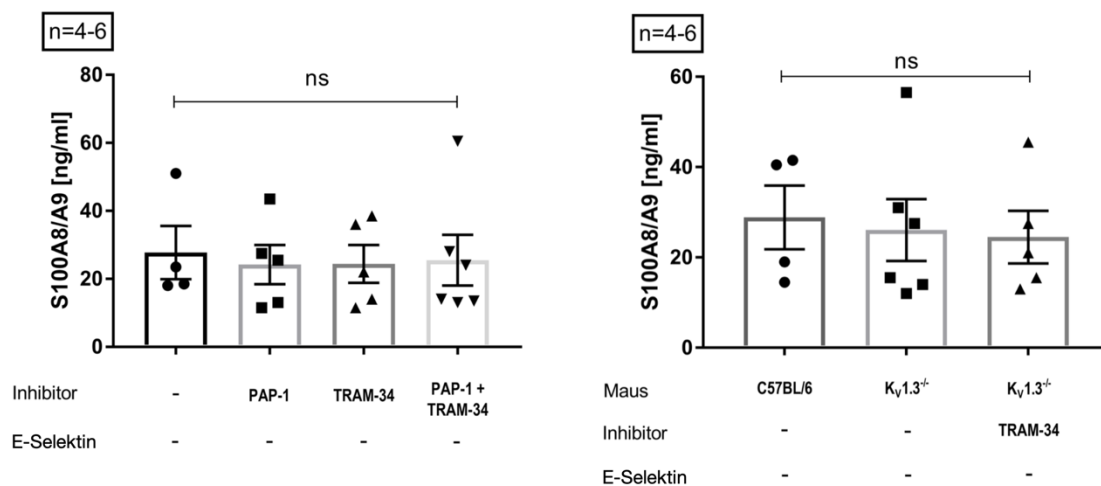 n=4-6
ns
S100A8/A9 [ng/ml]
80
60
40
20
0
Inhibitor - PAP-1 TRAM-34 PAP-1 +
TRAM-34
E-Selektin - - - -
n=4-6
ns
S100A8/A9 [ng/ml]
60
40
20
0
Maus C57BL/6 KV1.3-/- KV1.3-/-
Inhibitor - - TRAM-34
E-Selektin - - -